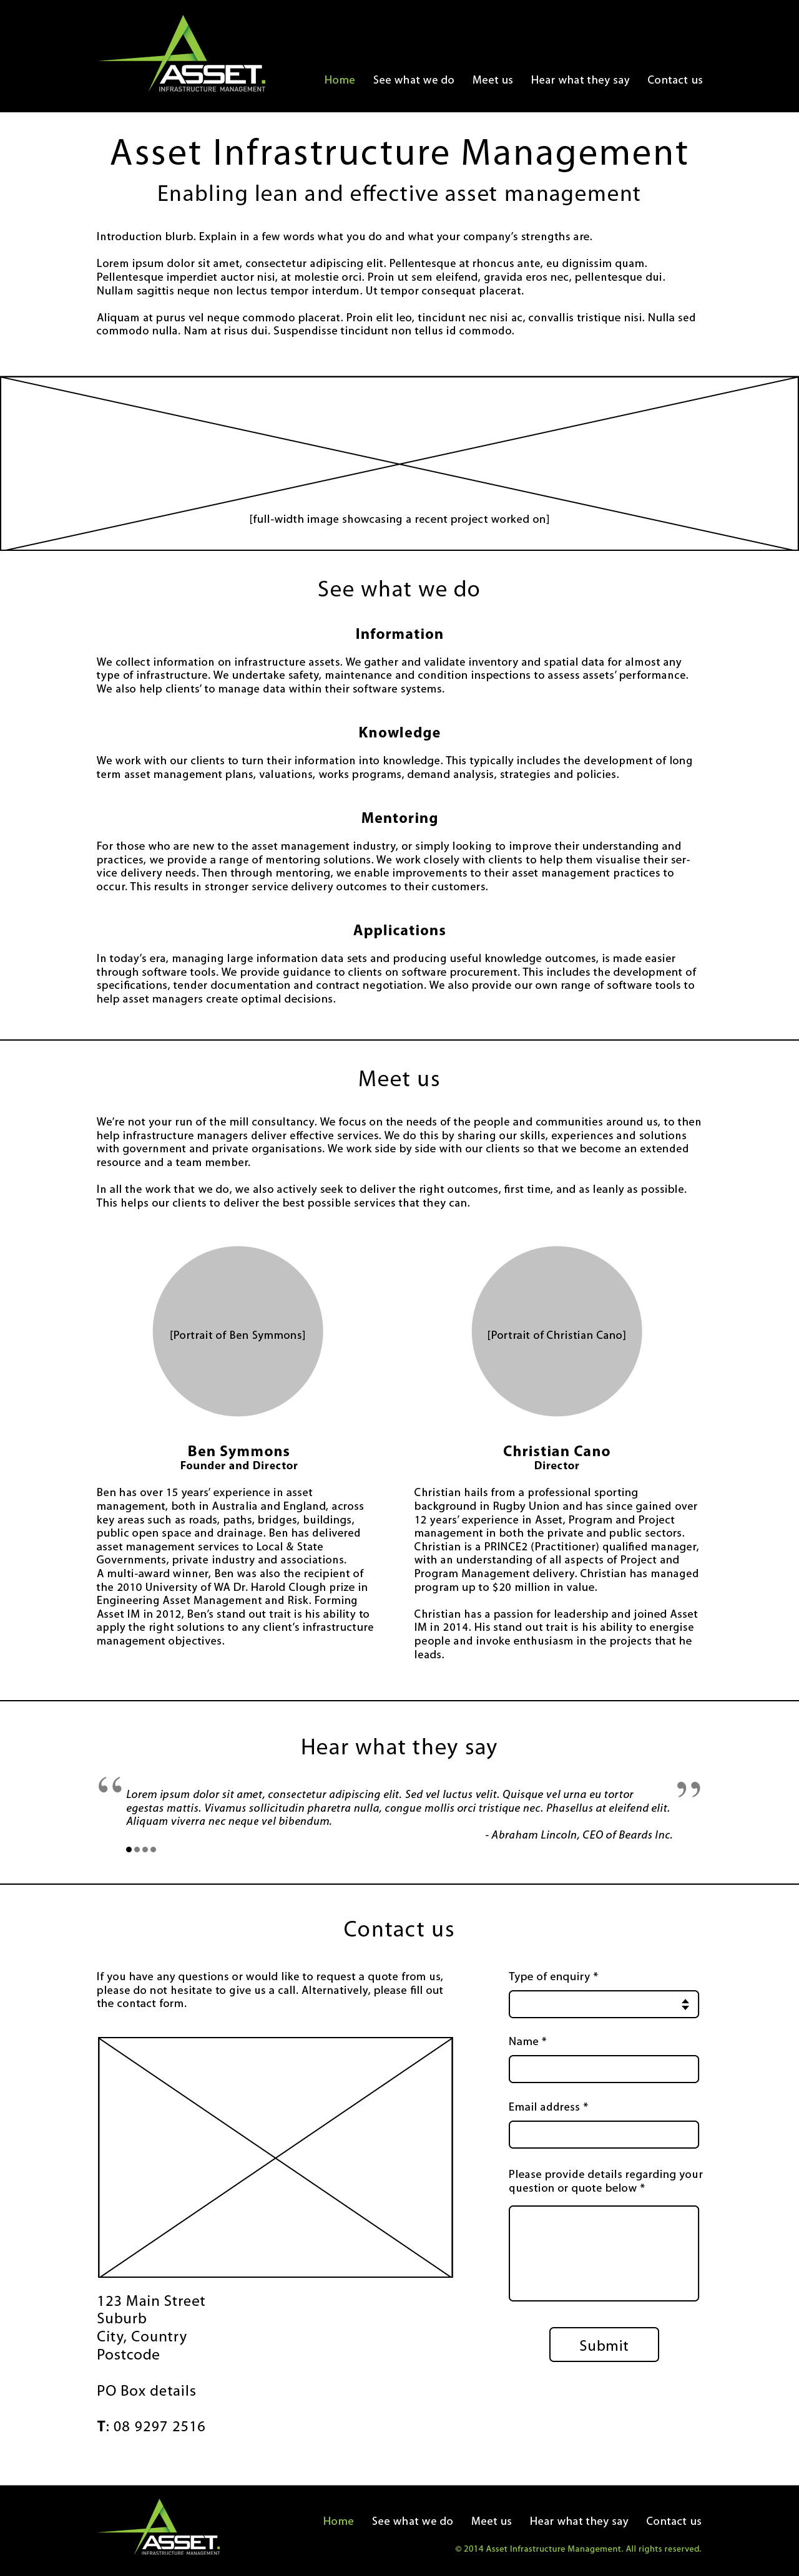 ASSET.
INFRASTRUCTURE MANAGEMENT
Home See what we do Meet us Hear what they say Contact us
Asset Infrastructure Management
Enabling lean and effective asset management
Introduction blurb. Explain in a few words what you do and what your company’s strengths are.
Lorem ipsum dolor sit amet, consectetur adipiscing elit. Pellentesque at rhoncus ante, eu dignissim quam.
Pellentesque imperdiet auctor nisi, at molestie orci. Proin ut sem eleifend, gravida eros nec, pellentesque dui.
Nullam sagittis neque non lectus tempor interdum. Ut tempor consequat placerat.
Aliquam at purus vel neque commodo placerat. Proin elit leo, tincidunt nec nisi ac, convallis tristique nisi. Nulla sed
commodo nulla. Nam at risus dui. Suspendisse tincidunt non tellus id commodo.
[full-width image showcasing a recent project worked on]
See what we do
Information
We collect information on infrastructure assets. We gather and validate inventory and spatial data for almost any
type of infrastructure. We undertake safety, maintenance and condition inspections to assess assets’ performance.
We also help clients’ to manage data within their software systems.
Knowledge
We work with our clients to turn their information into knowledge. This typically includes the development of long
term asset management plans, valuations, works programs, demand analysis, strategies and policies.
Mentoring
For those who are new to the asset management industry, or simply looking to improve their understanding and
practices, we provide a range of mentoring solutions. We work closely with clients to help them visualise their ser-
vice delivery needs. Then through mentoring, we enable improvements to their asset management practices to
occur. This results in stronger service delivery outcomes to their customers.
Applications
In today’s era, managing large information data sets and producing useful knowledge outcomes, is made easier
through software tools. We provide guidance to clients on software procurement. This includes the development of
specifications, tender documentation and contract negotiation. We also provide our own range of software tools to
help asset managers create optimal decisions.
Meet us
We’re not your run of the mill consultancy. We focus on the needs of the people and communities around us, to then
help infrastructure managers deliver effective services. We do this by sharing our skills, experiences and solutions
with government and private organisations. We work side by side with our clients so that we become an extended
resource and a team member.
In all the work that we do, we also actively seek to deliver the right outcomes, first time, and as leanly as possible.
This helps our clients to deliver the best possible services that they can.
[Portrait of Ben Symmons]
Ben Symmons
Founder and Director
Ben has over 15 years’ experience in asset
management, both in Australia and England, across
key areas such as roads, paths, bridges, buildings,
public open space and drainage. Ben has delivered
asset management services to Local & State
Governments, private industry and associations.
A multi-award winner, Ben was also the recipient of
the 2010 University of WA Dr. Harold Clough prize in
Engineering Asset Management and Risk. Forming
Asset IM in 2012, Ben’s stand out trait is his ability to
apply the right solutions to any client’s infrastructure
management objectives.
[Portrait of Christian Cano]
Christian Cano
Director
Christian hails from a professional sporting
background in Rugby Union and has since gained over
12 years’ experience in Asset, Program and Project
management in both the private and public sectors.
Christian is a PRINCE2 (Practitioner) qualified manager,
with an understanding of all aspects of Project and
Program Management delivery. Christian has managed
program up to $20 million in value.
Christian has a passion for leadership and joined Asset
IM in 2014. His stand out trait is his ability to energise
people and invoke enthusiasm in the projects that he
leads.
Hear what they say
“Lorem ipsum dolor sit amet, consectetur adipiscing elit. Sed vel luctus velit. Quisque vel urna eu tortor ”
egestas mattis. Vivamus sollicitudin pharetra nulla, congue mollis orci tristique nec. Phasellus at eleifend elit.
Aliquam viverra nec neque vel bibendum.
- Abraham Lincoln, CEO of Beards Inc.
Contact us
If you have any questions or would like to request a quote from us,
please do not hesitate to give us a call. Alternatively, please fill out
the contact form.
123 Main Street
Suburb
City, Country
Postcode
PO Box details
T: 08 9297 2516
Type of enquiry *
Name *
Email address *
Please provide details regarding your
question or quote below *
Submit
ASSET.
INFRASTRUCTURE MANAGEMENT
Home See what we do Meet us Hear what they say Contact us
© 2014 Asset Infrastructure Management. All rights reserved.